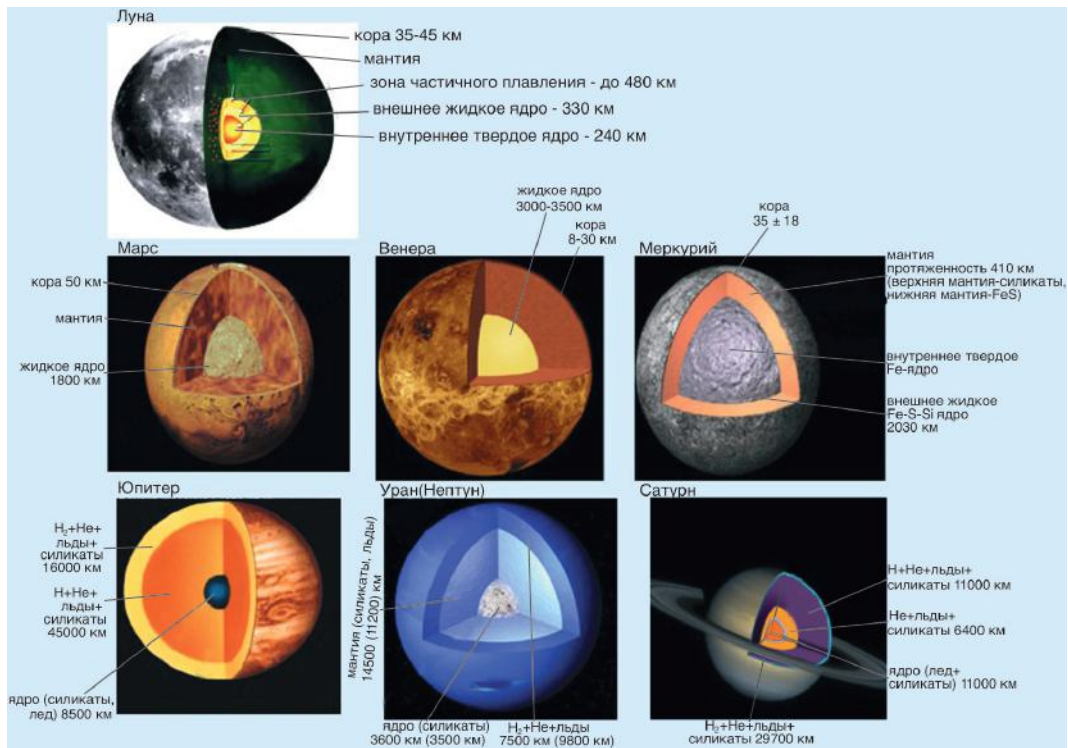 Луна
кора 35-45 км
мантия
зона частичного плавления - до 480 км
внешнее жидкое ядро - 330 км
внутреннее твердое ядро - 240 км
Марс
кора 50 км
мантия
жидкое ядро
1800 км
Венера
жидкое ядро
3000-3500 км
кора
8-30 км
Меркурий
кора
35 ± 18
мантия
протяженность 410 км
(верхняя мантия-силикаты,
нижняя мантия-FeS)
внутреннее твердое
Fe-ядро
внешнее жидкое
Fe-S-Si ядро
2030 км
Юпитер
H₂+He+
льды+
силикаты
16000 км
H+He+
льды+
силикаты
45000 км
ядро (силикаты,
лед) 8500 км
Уран(Нептун)
мантия (силикаты, льды)
14500 (11200) км
ядро (силикаты)
3600 км (3500 км)
H₂+He+льды
7500 км (9800 км)
Сатурн
H+He+льды+
силикаты 11000 км
He+льды+
силикаты 6400 км
ядро (лед+
силикаты) 11000 км
H₂+He+льды+
силикаты 29700 км